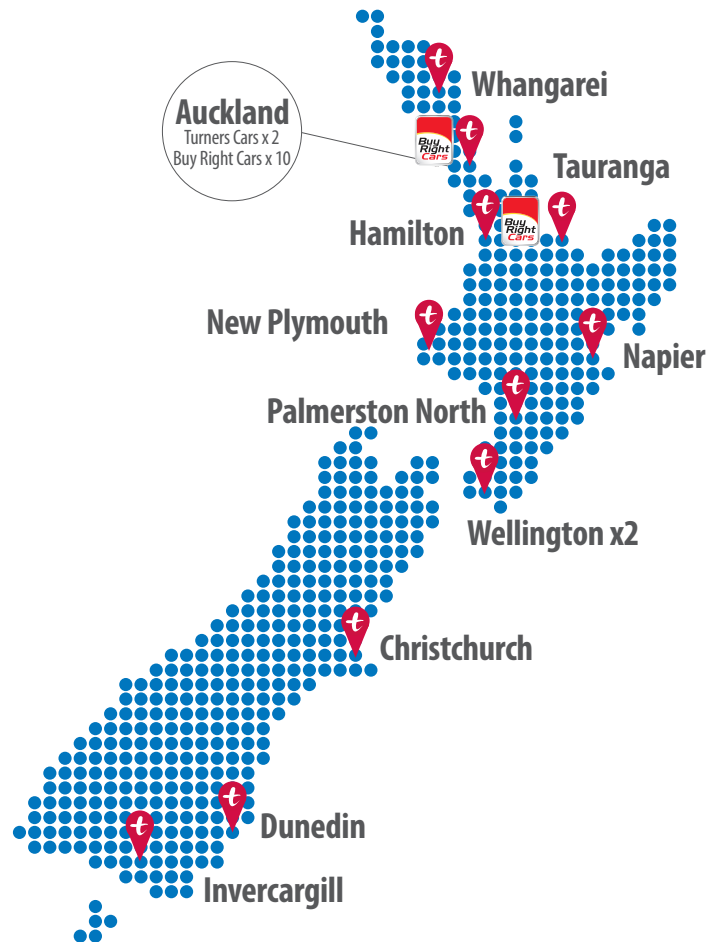 Whangarei
Auckland
Turners Cars x 2
Buy Right Cars x 10
Buy
Right
Cars
Tauranga
Hamilton
Buy
Right
Cars
New Plymouth
Napier
Palmerston North
Wellington x2
Christchurch
Dunedin
Invercargill
t
t
t
t
t
t
t
t
t
t
t